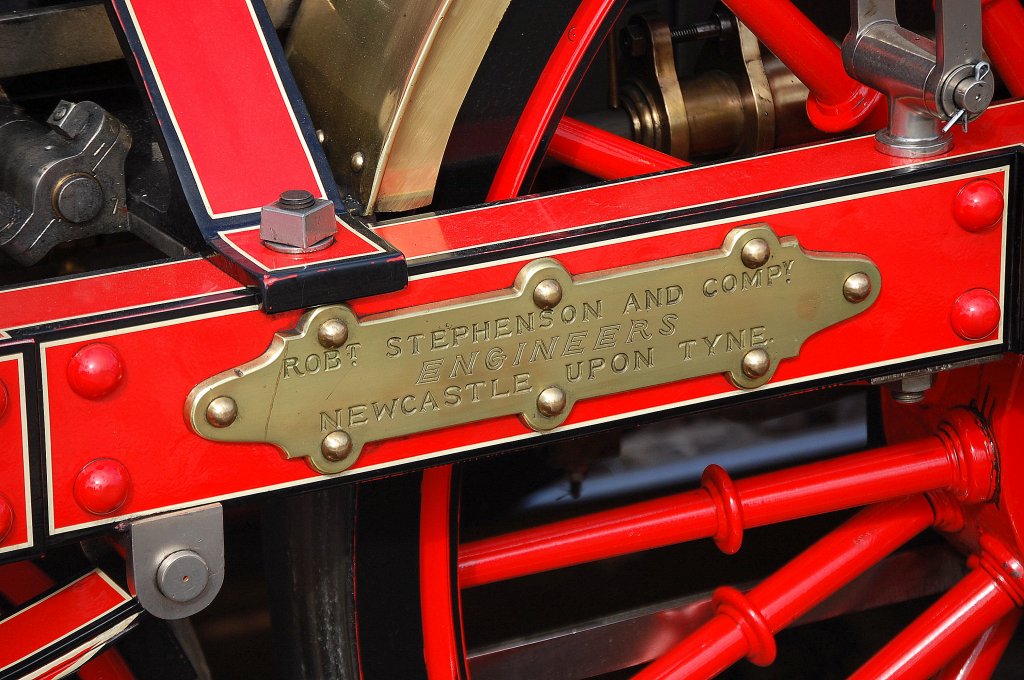 ROBT. STEPHENSON AND COMPY.
ENGINEERS
NEWCASTLE UPON TYNE.